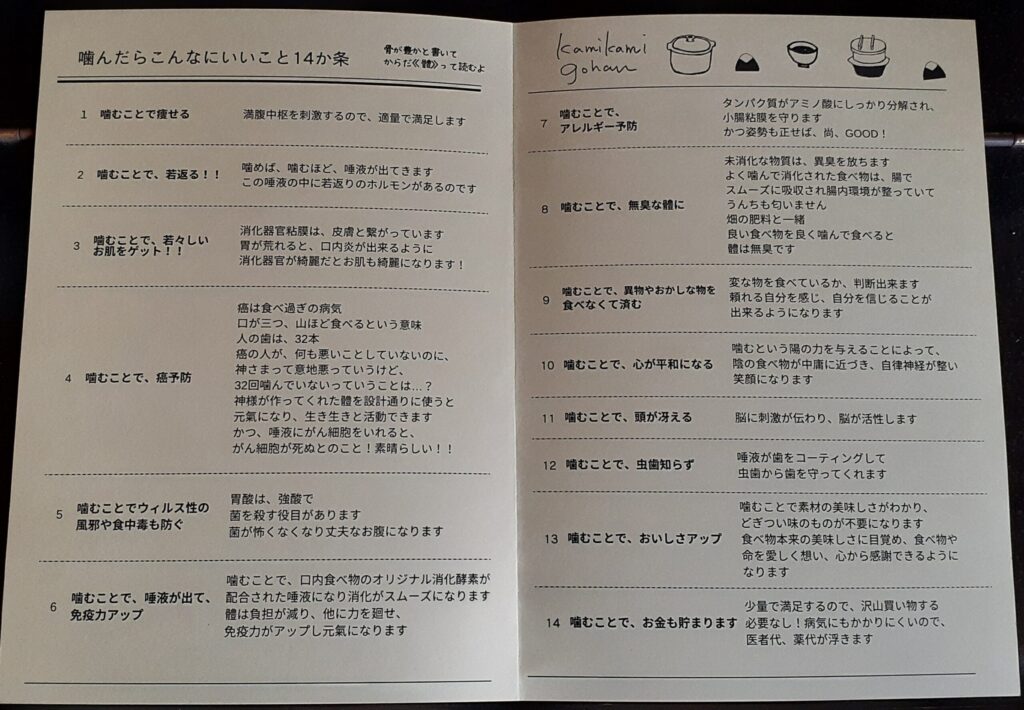 噛んだらこんなにいいこと14か条
骨が豊かと書いて
からだ《體》って読むよ
1 噛むことで痩せる
満腹中枢を刺激するので、適量で満足します
2 噛むことで、若返る！！
噛めば、噛むほど、唾液が出てきます
この唾液の中に若返りのホルモンがあるのです
3 噛むことで、若々しい
お肌をゲット！！
消化器官粘膜は、皮膚と繋がっています
胃が荒れると、口内炎が出来るように
消化器官が綺麗だとお肌も綺麗になります！
4 噛むことで、癌予防
癌は食べ過ぎの病気
口が三つ、山ほど食べるという意味
人の歯は、32本
癌の人が、何も悪いことしていないのに、
神さまって意地悪っていうけど、
32回噛んでいないっていうことは…？
神様が作ってくれた體を設計通りに使うと
元氣になり、生き生きと活動できます
かつ、唾液にがん細胞をいれると、
がん細胞が死ぬとのこと！素晴らしい！！
5 噛むことでウィルス性の
風邪や食中毒も防ぐ
胃酸は、強酸で
菌を殺す役目があります
菌が怖くなくなり丈夫なお腹になります
6 噛むことで、唾液が出て、
免疫力アップ
噛むことで、口内食べ物のオリジナル消化酵素が
配合された唾液になり消化がスムーズになります
體は負担が減り、他に力を廻せ、
免疫力がアップし元氣になります
kamikami
gohan
7 噛むことで、
アレルギー予防
タンパク質がアミノ酸にしっかり分解され、
小腸粘膜を守ります
かつ姿勢も正せば、尚、GOOD！
8 噛むことで、無臭な體に
未消化な物質は、異臭を放ちます
よく噛んで消化された食べ物は、腸で
スムーズに吸収され腸内環境が整っていて
うんちも匂いません
畑の肥料と一緒
良い食べ物を良く噛んで食べると
體は無臭です
9 噛むことで、異物やおかしな物を
食べなくて済む
変な物を食べているか、判断出来ます
頼れる自分を感じ、自分を信じることが
出来るようになります
10 噛むことで、心が平和になる
噛むという陽の力を与えることによって、
陰の食べ物が中庸に近づき、自律神経が整い
笑顔になります
11 噛むことで、頭が冴える
脳に刺激が伝わり、脳が活性します
12 噛むことで、虫歯知らず
唾液が歯をコーティングして
虫歯から歯を守ってくれます
13 噛むことで、おいしさアップ
噛むことで素材の美味しさがわかり、
どぎつい味のものが不要になります
食べ物本来の美味しさに目覚め、食べ物や
命を愛しく想い、心から感謝できるように
なります
14 噛むことで、お金も貯まります
少量で満足するので、沢山買い物する
必要なし！病気にもかかりにくいので、
医者代、薬代が浮きます